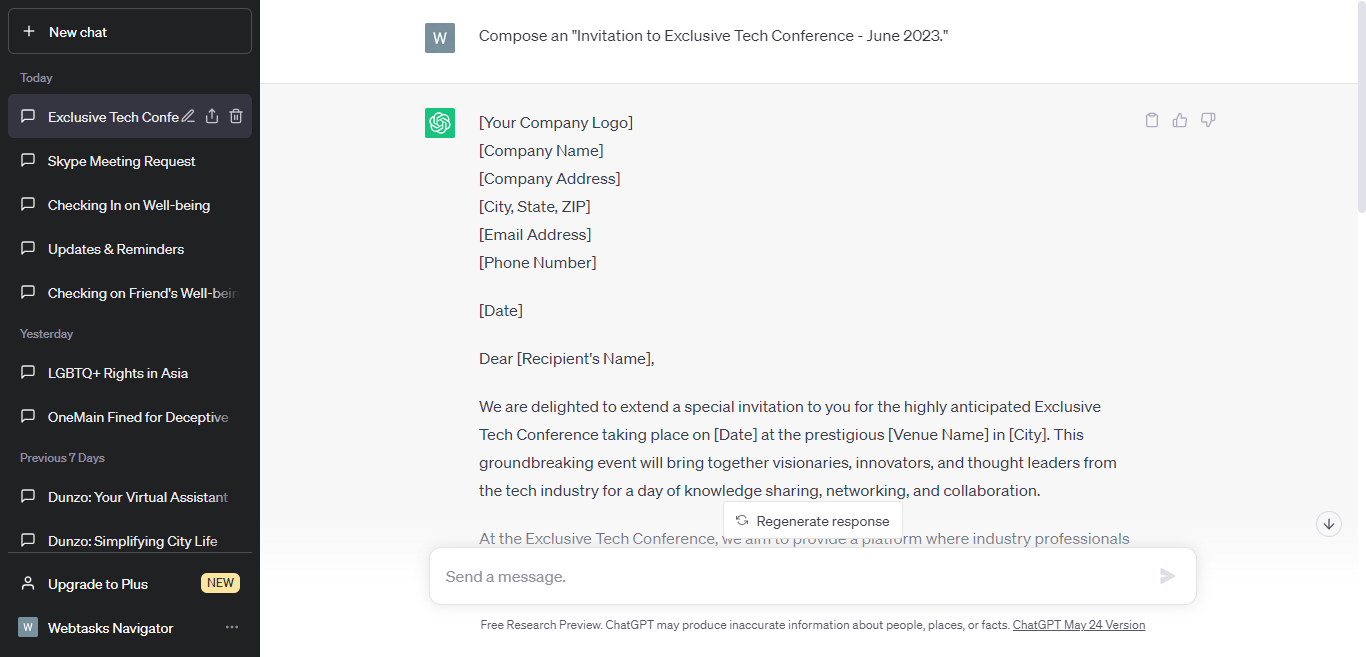 New chat
Today
Exclusive Tech Confe
Skype Meeting Request
Checking In on Well-being
Updates & Reminders
Checking on Friend's Well-bein
Yesterday
LGBTQ+ Rights in Asia
OneMain Fined for Deceptive
Previous 7 Days
Dunzo: Your Virtual Assistant
Dunzo: Simplifying City Life
Upgrade to Plus NEW
W Webtasks Navigator
W Compose an "Invitation to Exclusive Tech Conference - June 2023."
[Your Company Logo]
[Company Name]
[Company Address]
[City, State, ZIP]
[Email Address]
[Phone Number]
[Date]
Dear [Recipient's Name],
We are delighted to extend a special invitation to you for the highly anticipated Exclusive
Tech Conference taking place on [Date] at the prestigious [Venue Name] in [City]. This
groundbreaking event will bring together visionaries, innovators, and thought leaders from
the tech industry for a day of knowledge sharing, networking, and collaboration.
Regenerate response
At the Exclusive Tech Conference, we aim to provide a platform where industry professionals
Send a message.
Free Research Preview. ChatGPT may produce inaccurate information about people, places, or facts. ChatGPT May 24 Version